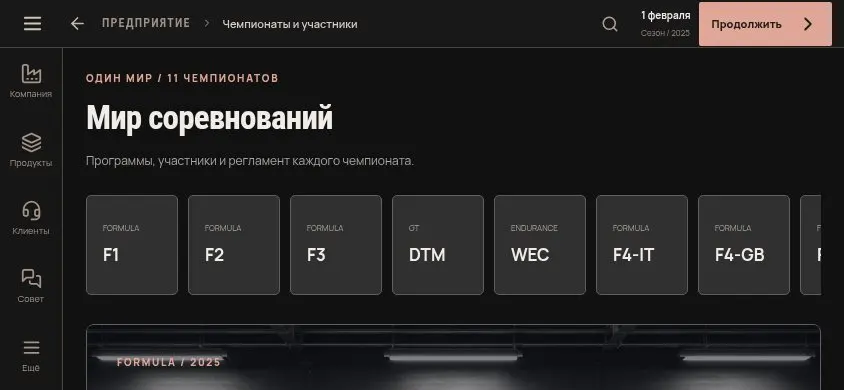 ПРЕДПРИЯТИЕ
Чемпионаты и участники
1 февраля
Сезон / 2025
Продолжить
Компания
Продукты
Клиенты
Совет
Ещё
ОДИН МИР / 11 ЧЕМПИОНАТОВ
Мир соревнований
Программы, участники и регламент каждого чемпионата.
FORMULA
F1
FORMULA
F2
FORMULA
F3
GT
DTM
ENDURANCE
WEC
FORMULA
F4-IT
FORMULA
F4-GB
FORMULA / 2025